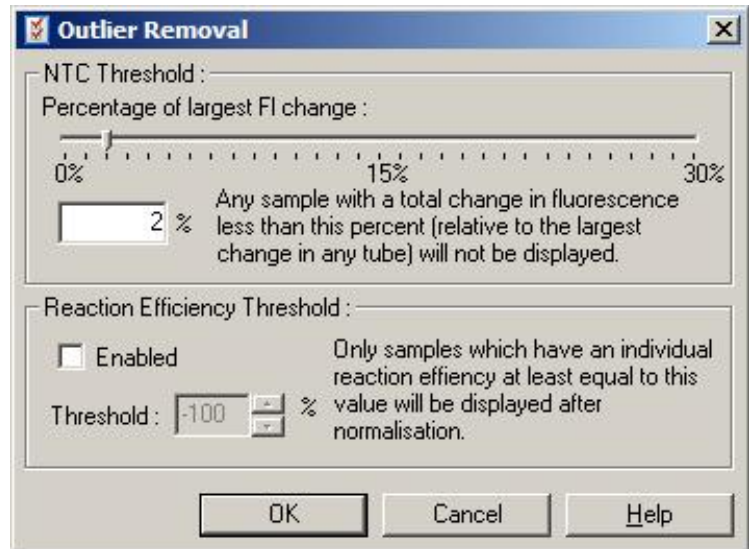 Outlier Removal
NTC Threshold :
Percentage of largest Fl change :
0% 15% 30%
2 %
Any sample with a total change in fluorescence
less than this percent (relative to the largest
change in any tube) will not be displayed.
Reaction Efficiency Threshold :
Enabled
Threshold : -100 %
Only samples which have an individual
reaction effiency at least equal to this
value will be displayed after
normalisation.
OK Cancel Help